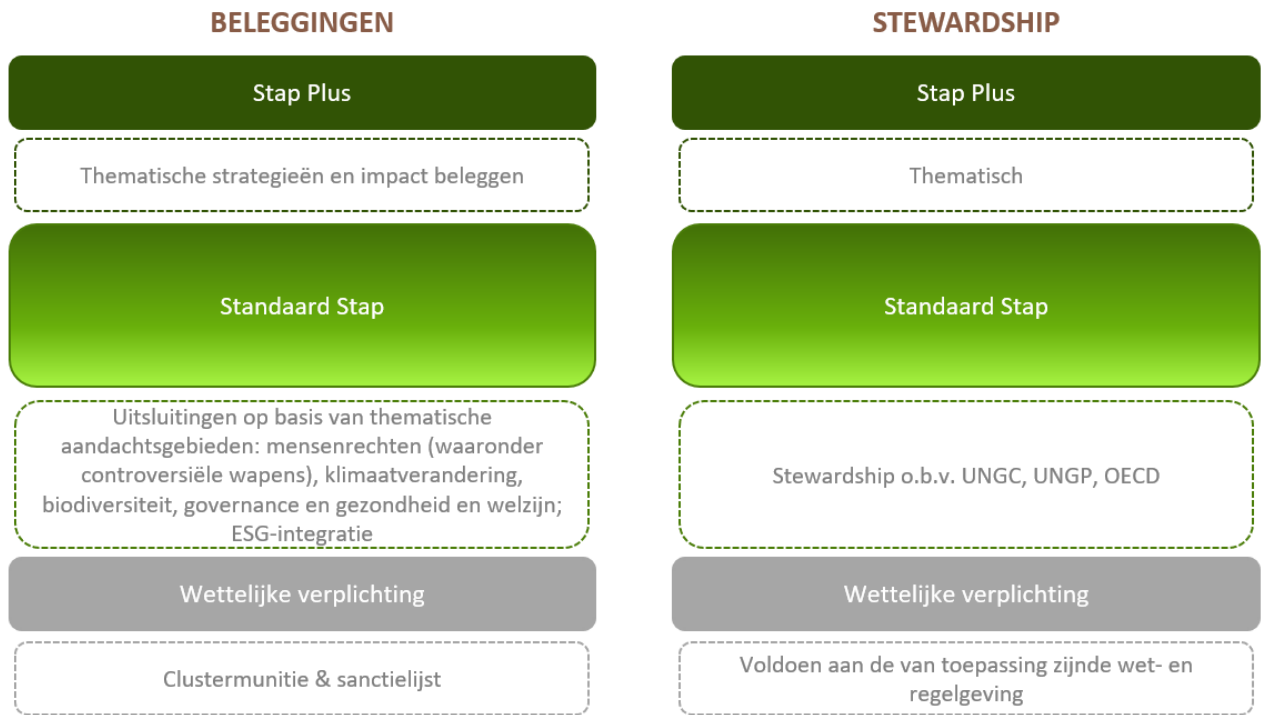 BELEGGINGEN
Stap Plus
Thematische strategieën en impact beleggen
Standaard Stap
Uitsluitingen op basis van thematische
aandachtsgebieden: mensenrechten (waaronder
controversiële wapens), klimaatverandering,
biodiversiteit, governance en gezondheid en welzijn;
ESG-integratie
Wettelijke verplichting
Clustermunitie & sanctielijst
STEWARDSHIP
Stap Plus
Thematisch
Standaard Stap
Stewardship o.b.v. UNGC, UNGP, OECD
Wettelijke verplichting
Voldoen aan de van toepassing zijnde wet- en
regelgeving